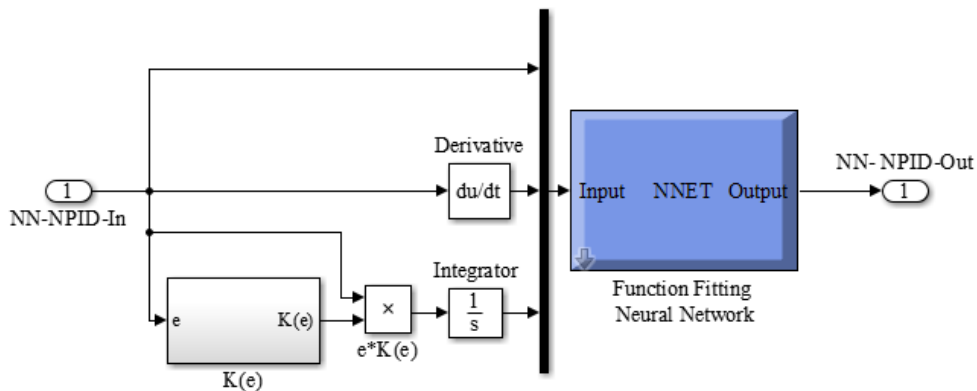 NN- NPID-Out
Derivative
1
du/dt
Input NNET Output
1
NN-NPID-In
Integrator
e K(e)
×
1
s
Function Fitting
Neural Network
e*K(e)
K(e)